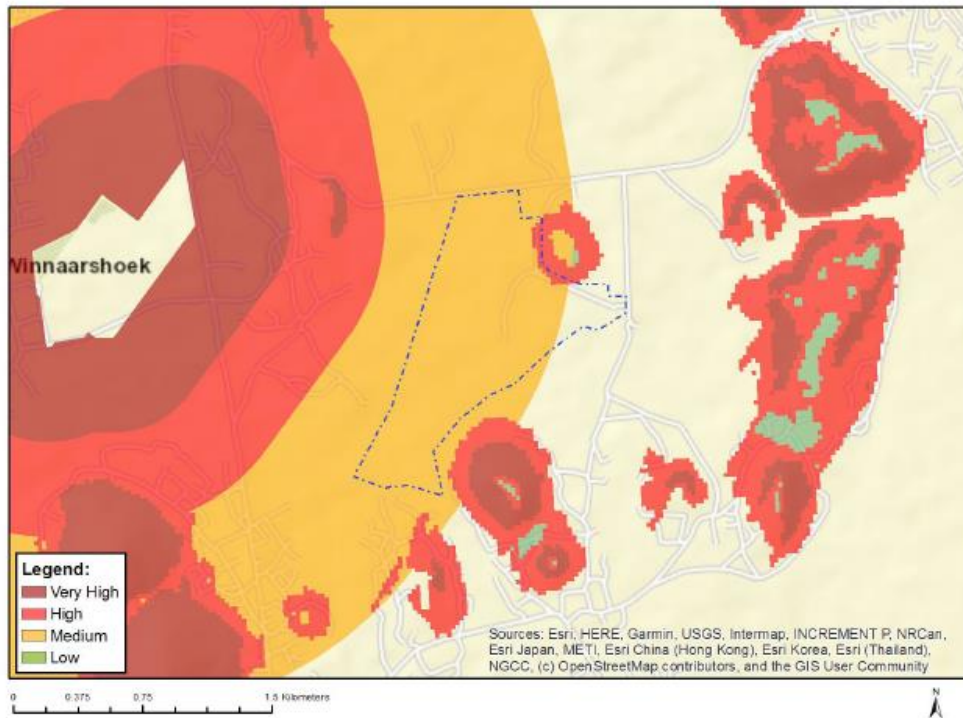 Winnaarshoek
Legend:
Very High
High
Medium
Low
Sources: Esri, HERE, Garmin, USGS, Intermap, INCREMENT P, NRCan,
Esri Japan, METI, Esri China (Hong Kong), Esri Korea, Esri (Thailand),
NGCC, (c) OpenStreetMap contributors, and the GIS User Community
0 0.375 0.75 1.5 Kilometers
N